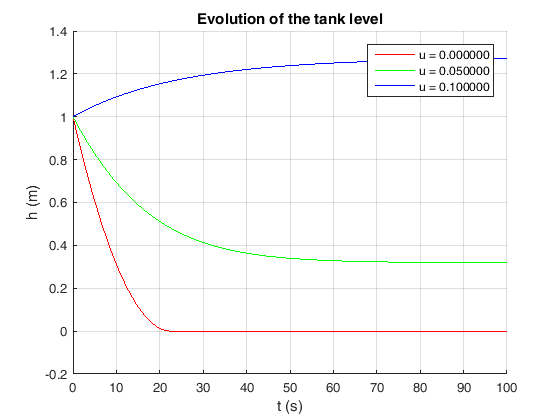 Evolution of the tank level
1.4
1.2
1
0.8
0.6
0.4
0.2
0
-0.2
h (m)
u = 0.000000
u = 0.050000
u = 0.100000
0 10 20 30 40 50 60 70 80 90 100
t (s)